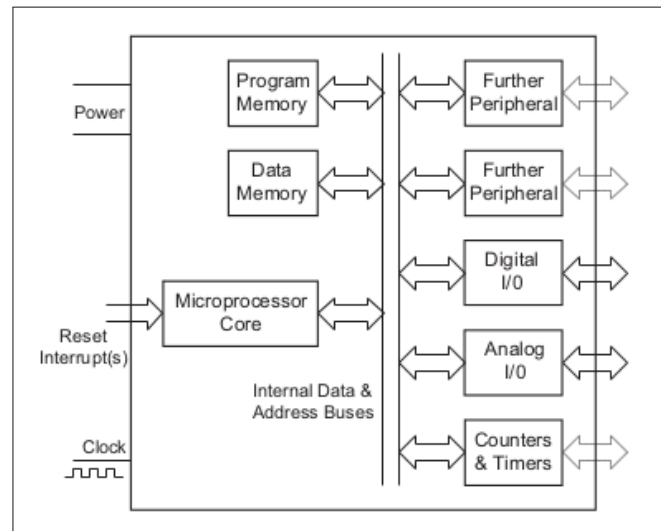 Power
Reset
Interrupt(s)
Clock
Program
Memory
Data
Memory
Microprocessor
Core
Internal Data &
Address Buses
Further
Peripheral
Further
Peripheral
Digital
I/0
Analog
I/0
Counters
& Timers